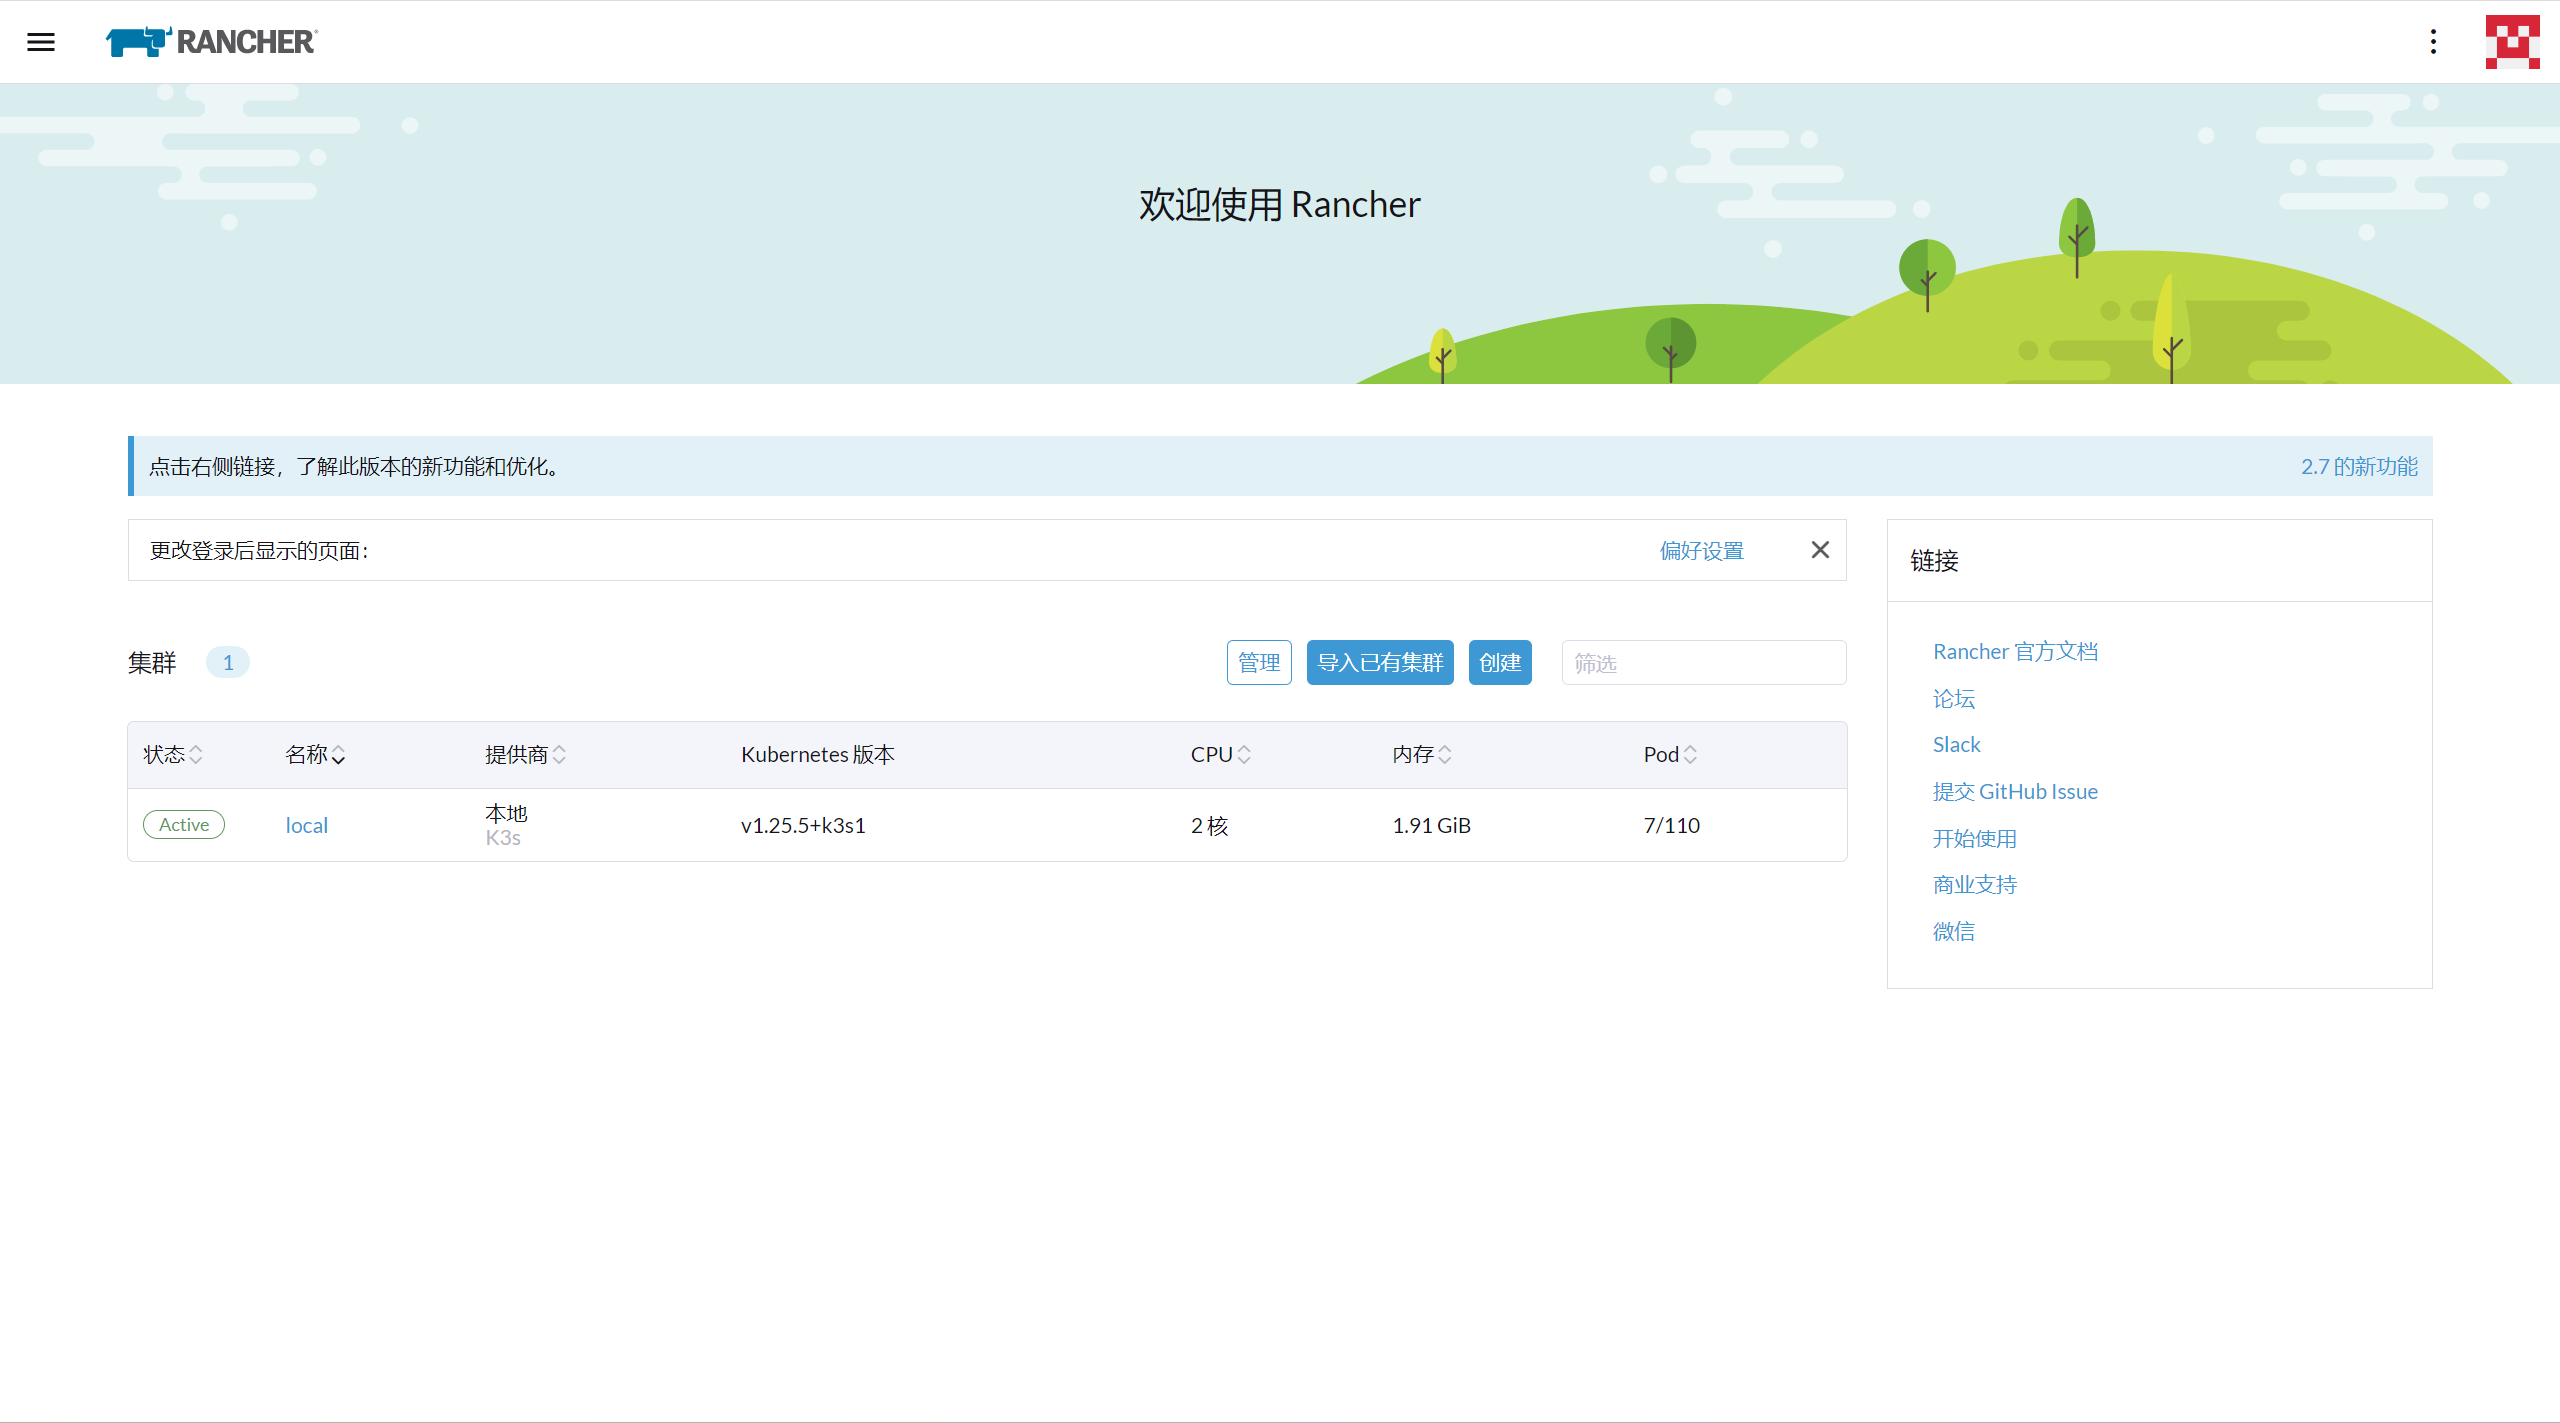 RANCHER
欢迎使用 Rancher
点击右侧链接，了解此版本的新功能和优化。 2.7 的新功能
更改登录后显示的页面： 偏好设置
集群 1 管理 导入已有集群 创建 筛选
状态 名称 提供商 Kubernetes 版本 CPU 内存 Pod
Active local 本地 v1.25.5+k3s1 2 核 1.91 GiB 7/110
K3s
链接
Rancher 官方文档
论坛
Slack
提交 GitHub Issue
开始使用
商业支持
微信